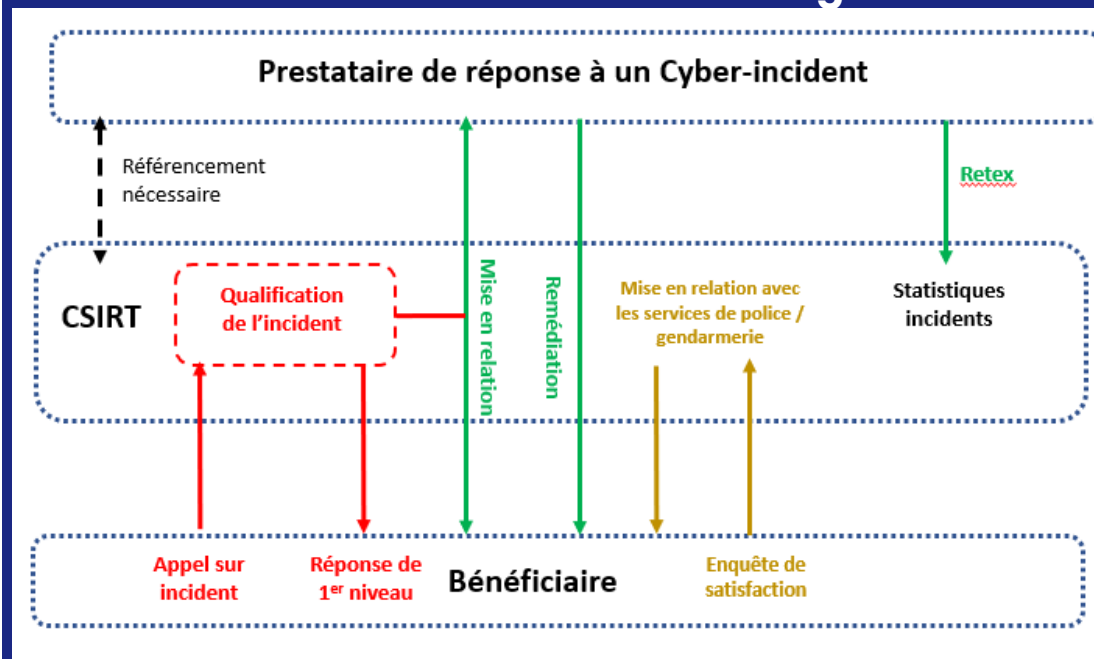 Prestataire de réponse à un Cyber-incident
Référencement
nécessaire
Retex
CSIRT
Qualification
de l'incident
Mise en relation
Remédiation
Mise en relation avec
les services de police /
gendarmerie
Statistiques
incidents
Appel sur
incident
Réponse de
1er niveau
Bénéficiaire
Enquête de
satisfaction